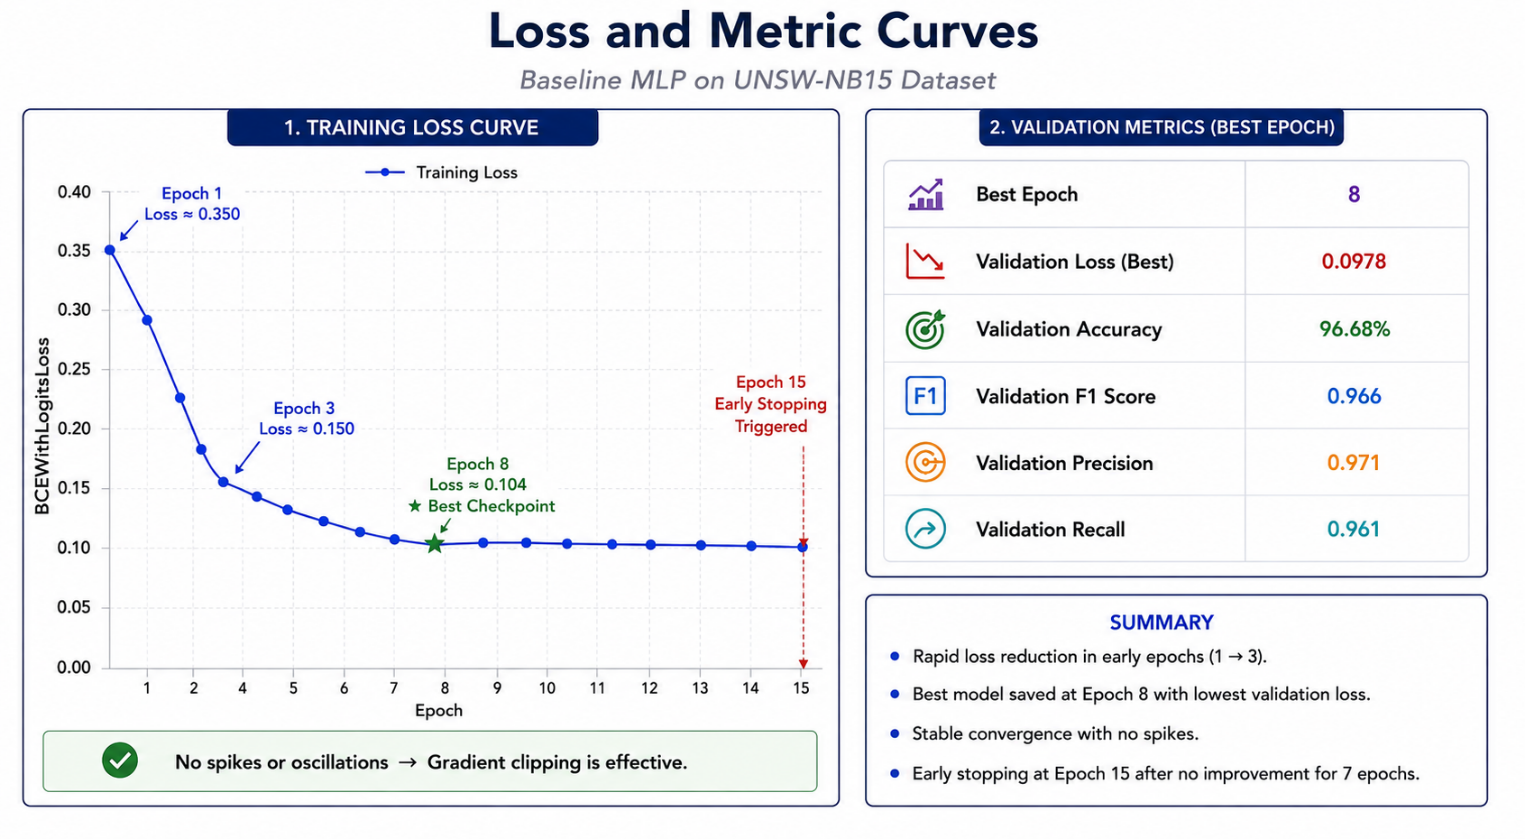 Loss and Metric Curves
Baseline MLP on UNSW-NB15 Dataset
1. TRAINING LOSS CURVE
Training Loss
BCEWithLogitsLoss
0.40
0.35
0.30
0.25
0.20
0.15
0.10
0.05
0.00
Epoch 1
Loss ≈ 0.350
Epoch 3
Loss ≈ 0.150
Epoch 8
Loss ≈ 0.104
★ Best Checkpoint
Epoch 15
Early Stopping
Triggered
1 2 4 5 6 7 8 9 10 11 12 13 14 15
Epoch
No spikes or oscillations → Gradient clipping is effective.
2. VALIDATION METRICS (BEST EPOCH)
Best Epoch 8
Validation Loss (Best) 0.0978
Validation Accuracy 96.68%
F1 Validation F1 Score 0.966
Validation Precision 0.971
Validation Recall 0.961
SUMMARY
• Rapid loss reduction in early epochs (1 → 3).
• Best model saved at Epoch 8 with lowest validation loss.
• Stable convergence with no spikes.
• Early stopping at Epoch 15 after no improvement for 7 epochs.